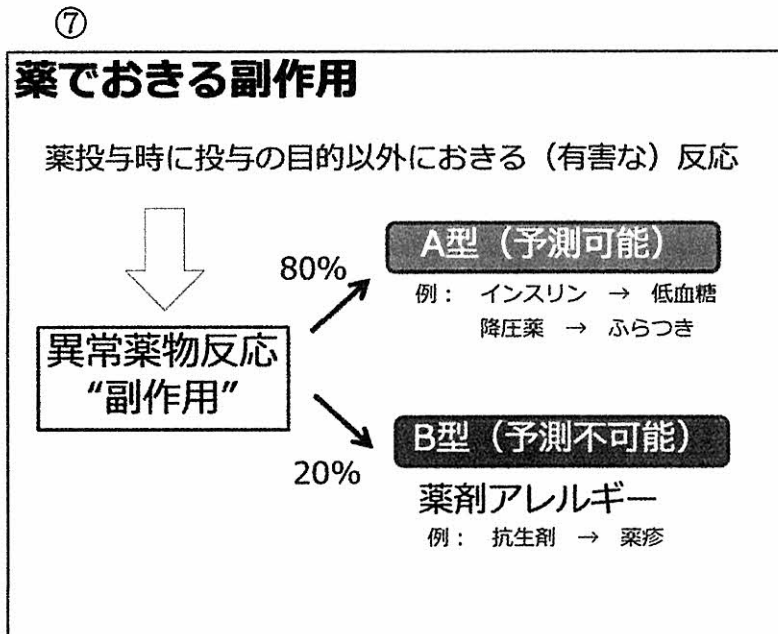 ⑦
薬でおきる副作用
薬投与時に投与の目的以外におきる（有害な）反応
80%
A型（予測可能）
例： インスリン → 低血糖
降圧薬 → ふらつき
異常薬物反応
“副作用”
20%
B型（予測不可能）
薬剤アレルギー
例： 抗生剤 → 薬疹